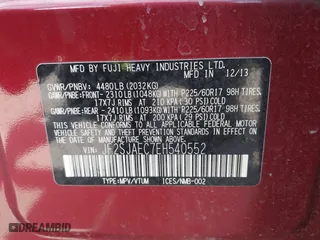 MFD BY FUJI HEAVY INDUSTRIES LTD.
12/13
GVWR/PNBV: 4480LB (2032KG)
GAWR/PNBE: FRONT- 2310LB (1048KG) WITH P225/60R17 98H TIRES,
17X7J RIMS AT 210 KPA (30 PSI) COLD
GAWR/PNBE: REAR - 2410LB (1093KG) WITH P225/60R17 98H TIRES,
17X7J RIMS AT 200 KPA (29 PSI) COLD
THIS VEHICLE CONFORMS TO ALL APPLICABLE
FEDERAL MOTOR VEHICLE SAFETY, BUMPER
AND THEFT PREVENTION STANDARDS IN EFFECT ON
THE DATE OF MANUFACTURE SHOWN ABOVE.
VIN: JF2SJAEC7EH540552
TYPE:MPV/VTUM ICES/NMB-002